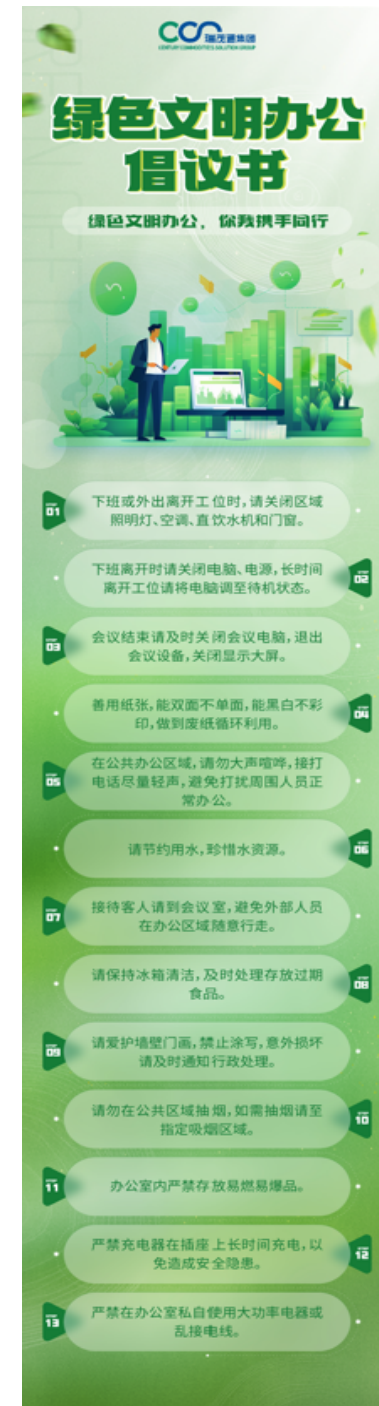 CCS 瑞茂通集团
CENTURY COMMODITIES SOLUTION GROUP
绿色文明办公
倡议书
绿色文明办公，你我携手同行
01
下班或外出离开工位时，请关闭区域
照明灯、空调、直饮水机和门窗。
下班离开时请关闭电脑、电源，长时间
离开工位请将电脑调至待机状态。
02
03
会议结束请及时关闭会议电脑，退出
会议设备，关闭显示大屏。
善用纸张，能双面不单面，能黑白不彩
印，做到废纸循环利用。
04
05
在公共办公区域，请勿大声喧哗，接打
电话尽量轻声，避免打扰周围人员正
常办公。
请节约用水，珍惜水资源。
06
07
接待客人请到会议室，避免外部人员
在办公区域随意行走。
请保持冰箱清洁，及时处理存放过期
食品。
08
09
请爱护墙壁门画，禁止涂写，意外损坏
请及时通知行政处理。
请勿在公共区域抽烟，如需抽烟请至
指定吸烟区域。
10
11
办公室内严禁存放易燃易爆品。
严禁充电器在插座上长时间充电，以
免造成安全隐患。
12
13
严禁在办公室私自使用大功率电器或
乱接电线。